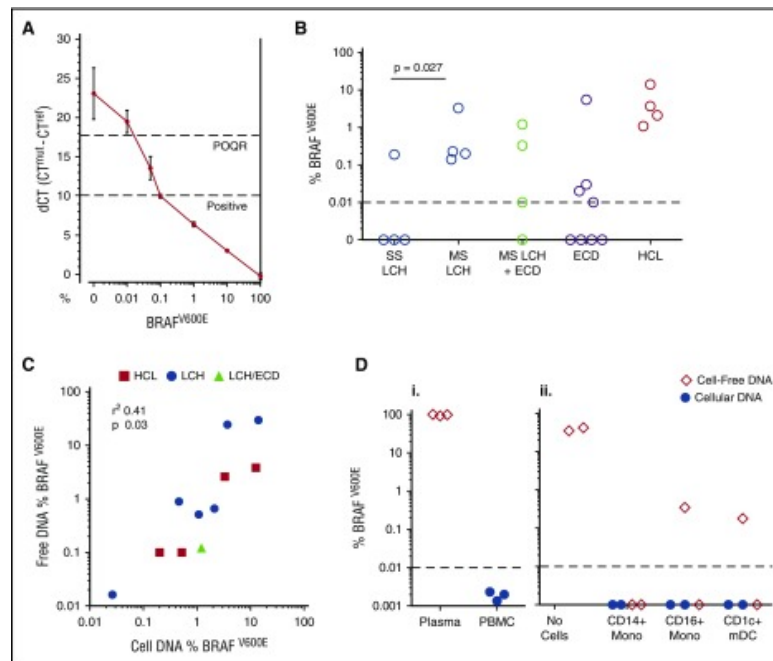 A
30
25
20
15
10
5
0
dCT (CT^mut-CT^ref)
POQR
Positive
% 0 0.01 0.1 1 10 100
BRAF^V600E
B
p = 0.027
100
10
1
0.1
0.01
0
% BRAF^V600E
SS MS MS LCH ECD HCL
LCH LCH + ECD
C
HCL LCH LCH/ECD
r² 0.41
p 0.03
100
10
1
0.1
0.01
Free DNA % BRAF^V600E
0.01 0.1 1 10 100
Cell DNA % BRAF^V600E
D
Cell-Free DNA
Cellular DNA
i. ii.
100
10
1
0.1
0.01
0.001
% BRAF^V600E
Plasma PBMC
No CD14+ CD16+ CD1c+
Cells Mono Mono mDC